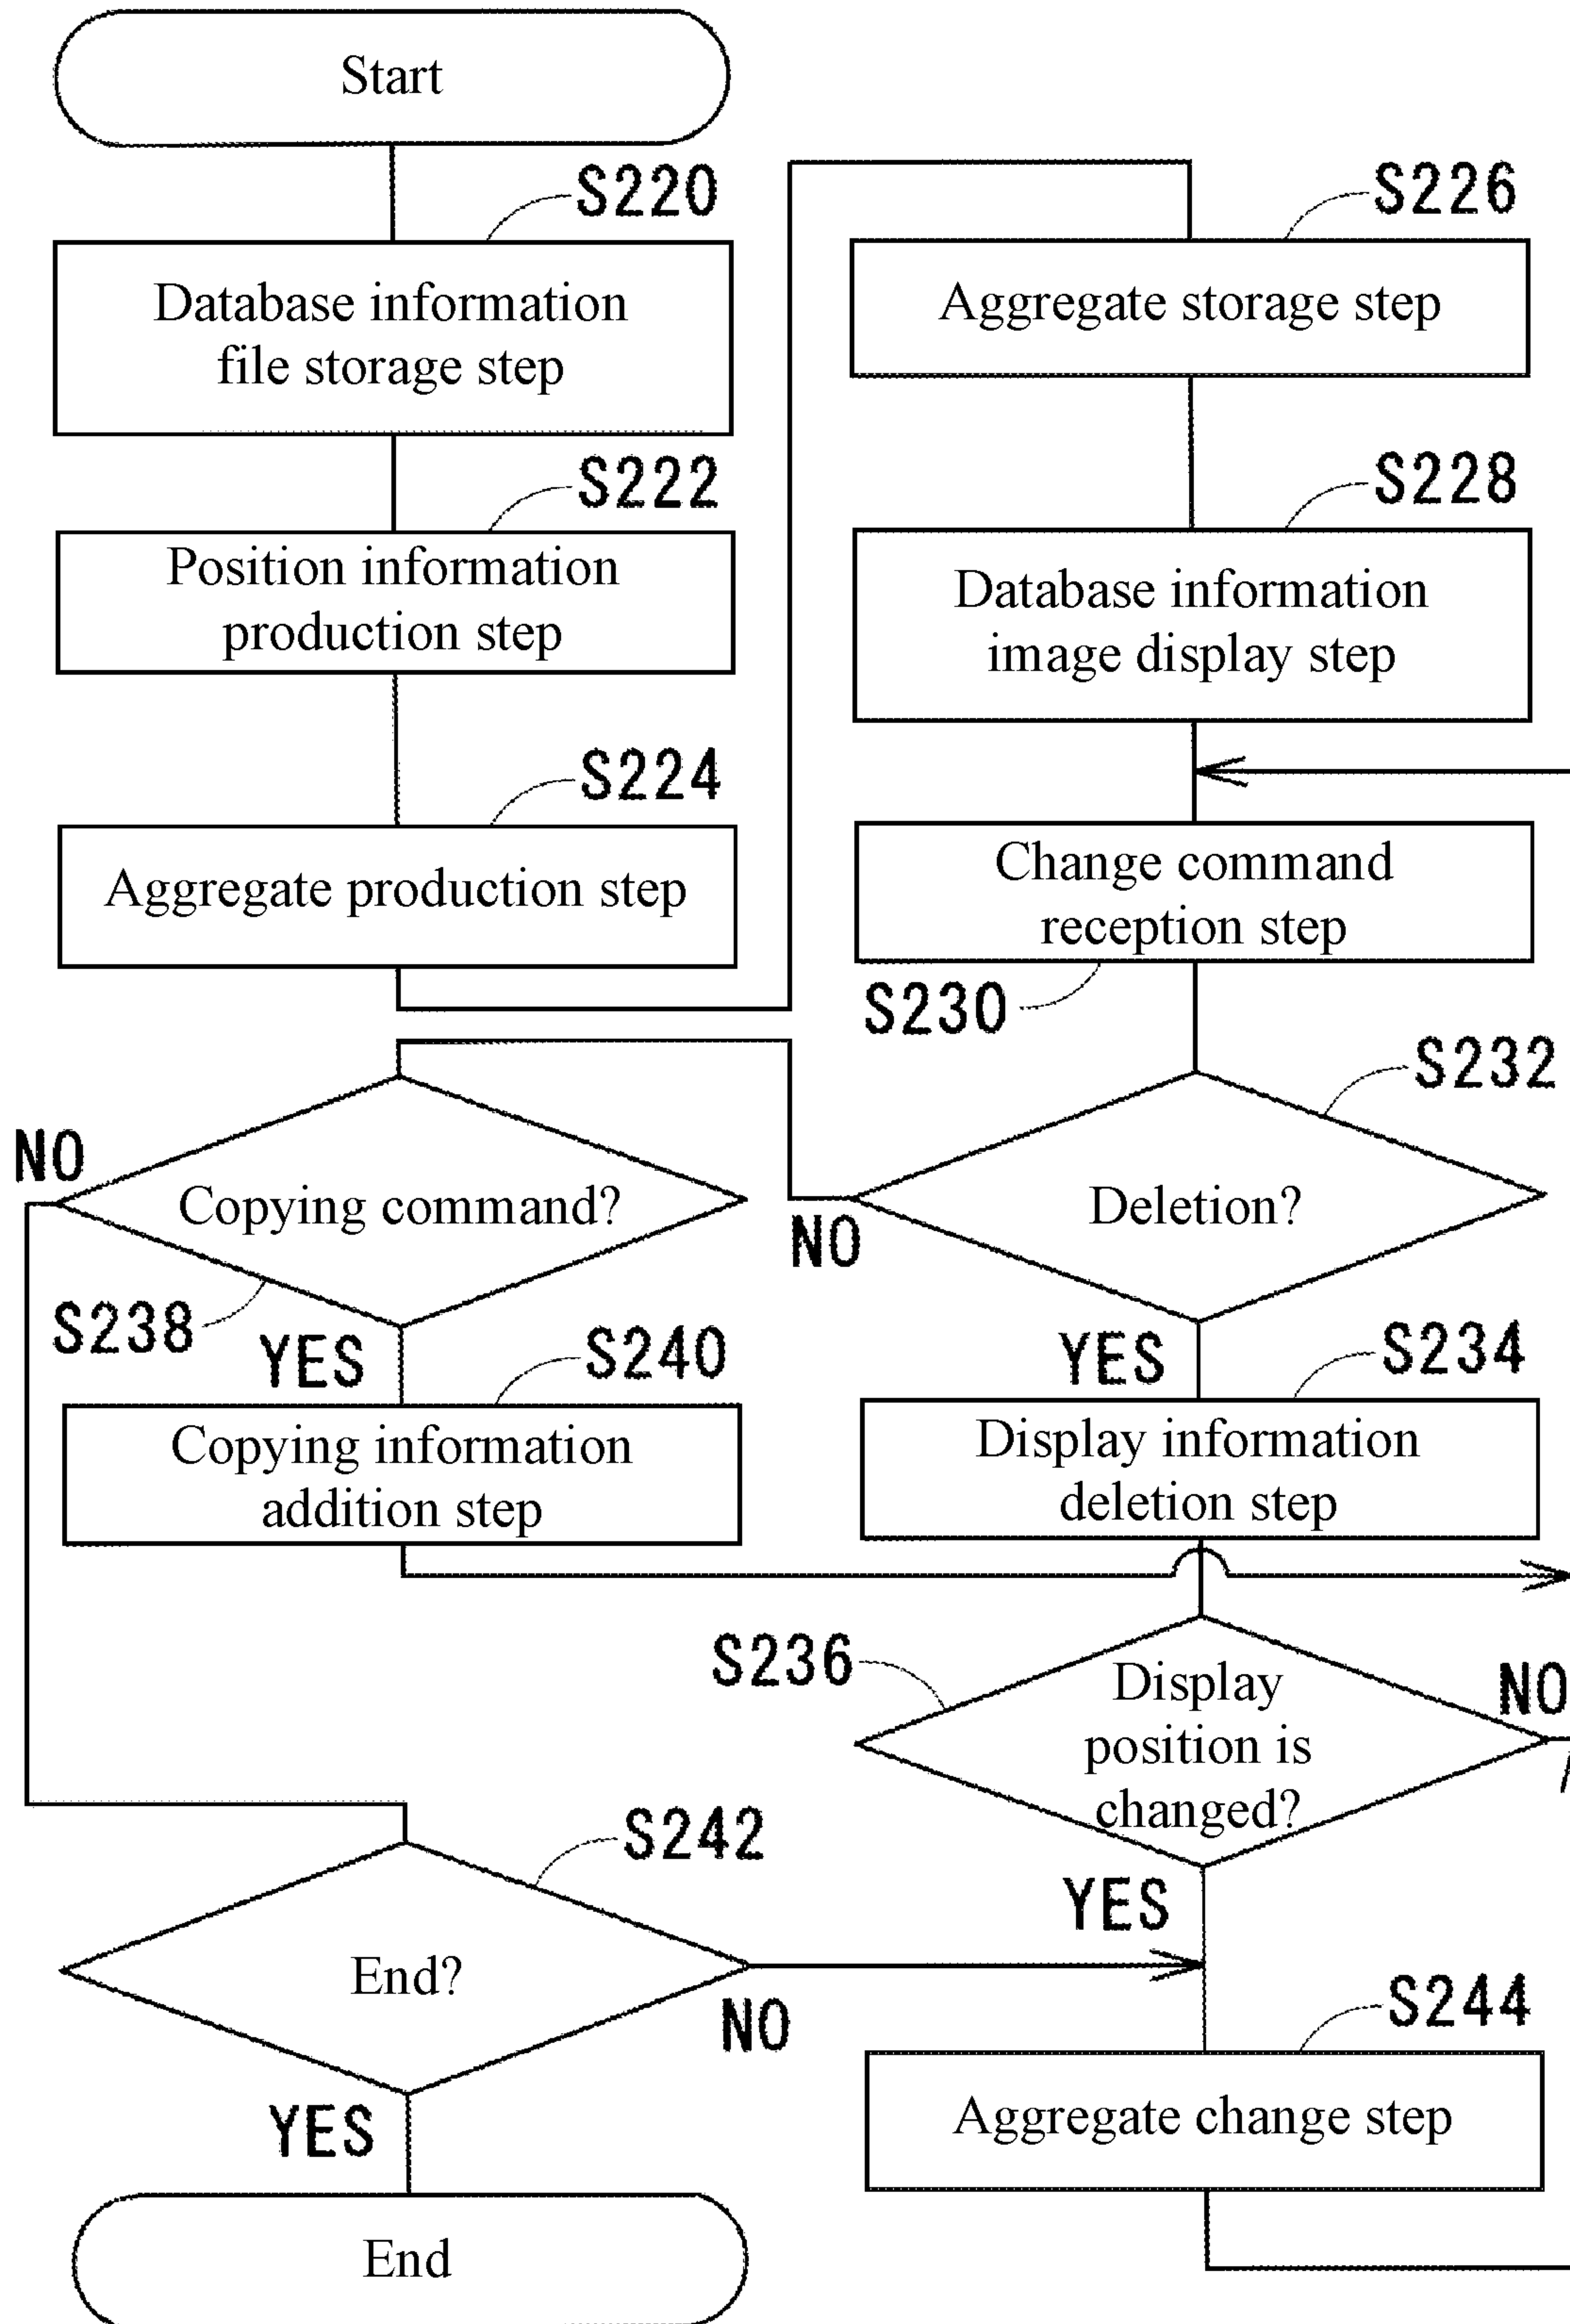 Start
S220
Database information
file storage step
S222
Position information
production step
S224
Aggregate production step
S226
Aggregate storage step
S228
Database information
image display step
Change command
reception step
S230
S232
Deletion?
NO
YES
S234
Display information
deletion step
S236
Display
position is
changed?
NO
YES
NO
Copying command?
S238
YES
S240
Copying information
addition step
S242
End?
NO
YES
End
S244
Aggregate change step